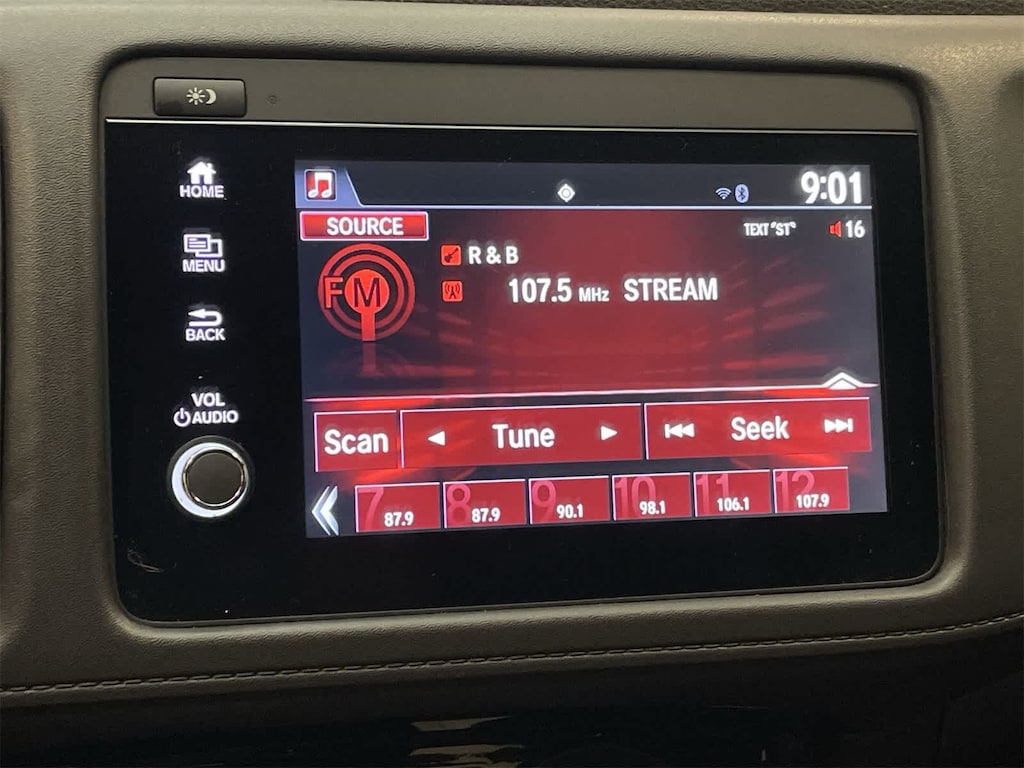 HOME
MENU
BACK
VOL
AUDIO
9:01
SOURCE
TEXT "ST" 16
FM
R & B
107.5 MHz STREAM
Scan Tune Seek
7 87.9
8 87.9
9 90.1
10 98.1
11 106.1
12 107.9